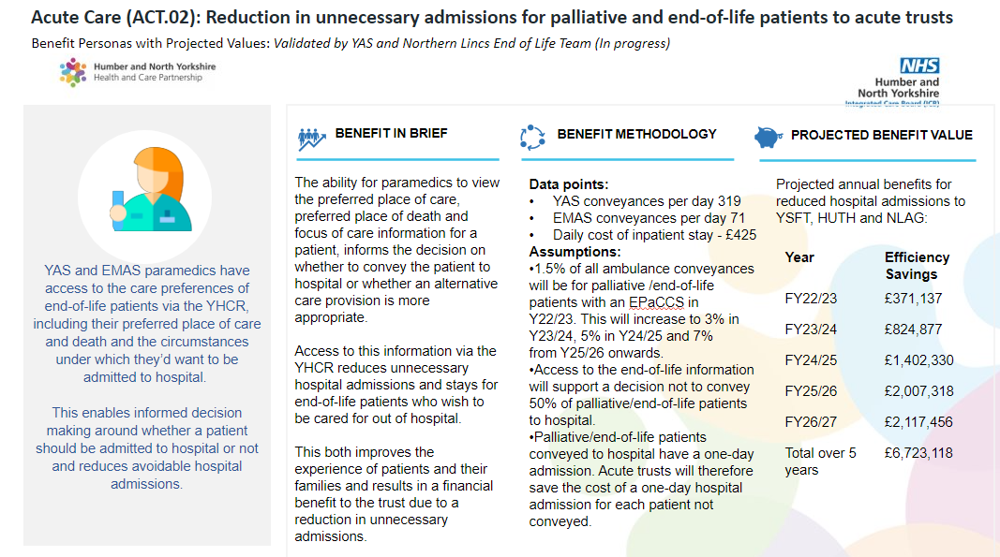 Acute Care (ACT.02): Reduction in unnecessary admissions for palliative and end-of-life patients to acute trusts
Benefit Personas with Projected Values: Validated by YAS and Northern Lincs End of Life Team (In progress)
Humber and North Yorkshire
Health and Care Partnership
NHS
Humber and
North Yorkshire
Integrated Care Board (ICB)
YAS and EMAS paramedics have
access to the care preferences of
end-of-life patients via the YHCR,
including their preferred place of care
and death and the circumstances
under which they'd want to be
admitted to hospital.
This enables informed decision
making around whether a patient
should be admitted to hospital or not
and reduces avoidable hospital
admissions.
BENEFIT IN BRIEF
The ability for paramedics to view
the preferred place of care,
preferred place of death and
focus of care information for a
patient, informs the decision on
whether to convey the patient to
hospital or whether an alternative
care provision is more
appropriate.
Access to this information via the
YHCR reduces unnecessary
hospital admissions and stays for
end-of-life patients who wish to
be cared for out of hospital.
This both improves the
experience of patients and their
families and results in a financial
benefit to the trust due to a
reduction in unnecessary
admissions.
BENEFIT METHODOLOGY
Data points:
• YAS conveyances per day 319
• EMAS conveyances per day 71
• Daily cost of inpatient stay - £425
Assumptions:
•1.5% of all ambulance conveyances
will be for palliative /end-of-life
patients with an EPaCCS in
Y22/23. This will increase to 3% in
Y23/24, 5% in Y24/25 and 7%
from Y25/26 onwards.
•Access to the end-of-life information
will support a decision not to convey
50% of palliative/end-of-life patients
to hospital.
•Palliative/end-of-life patients
conveyed to hospital have a one-day
admission. Acute trusts will therefore
save the cost of a one-day hospital
admission for each patient not
conveyed.
PROJECTED BENEFIT VALUE
Projected annual benefits for
reduced hospital admissions to
YSFT, HUTH and NLAG:
Year Efficiency
Savings
FY22/23 £371,137
FY23/24 £824,877
FY24/25 £1,402,330
FY25/26 £2,007,318
FY26/27 £2,117,456
Total over 5 £6,723,118
years